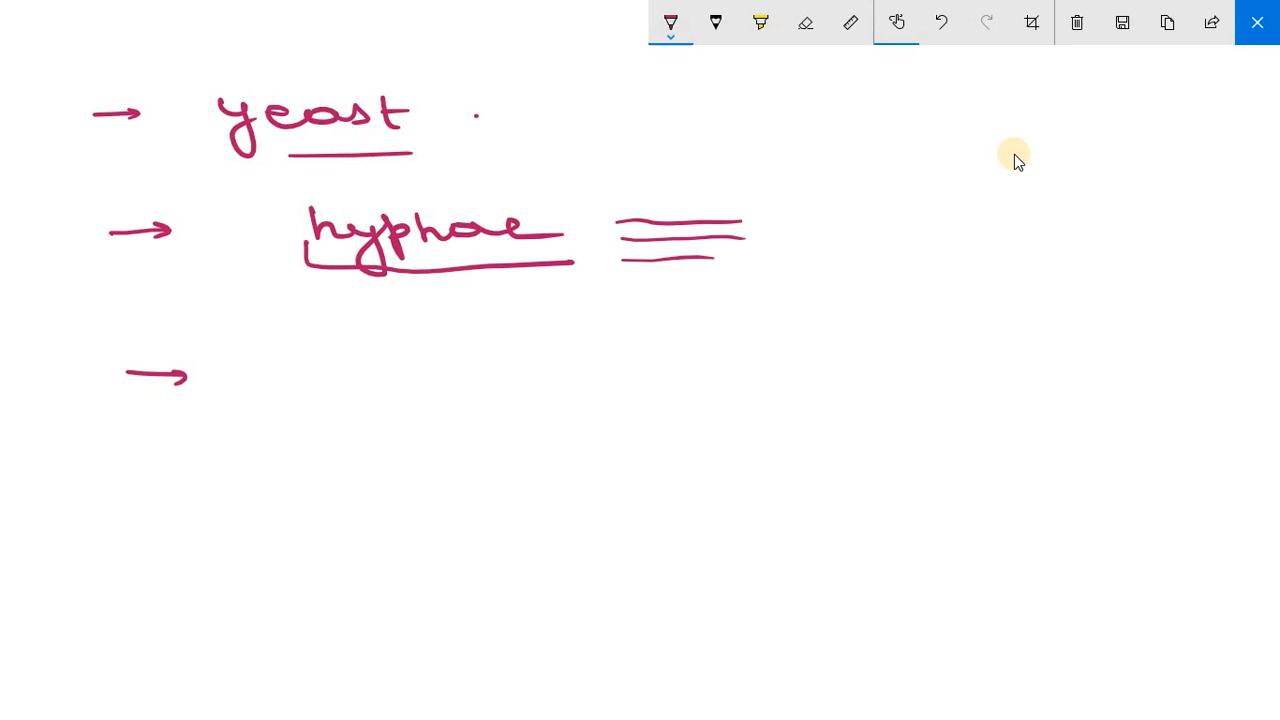 → yeast
→ hyphae
→